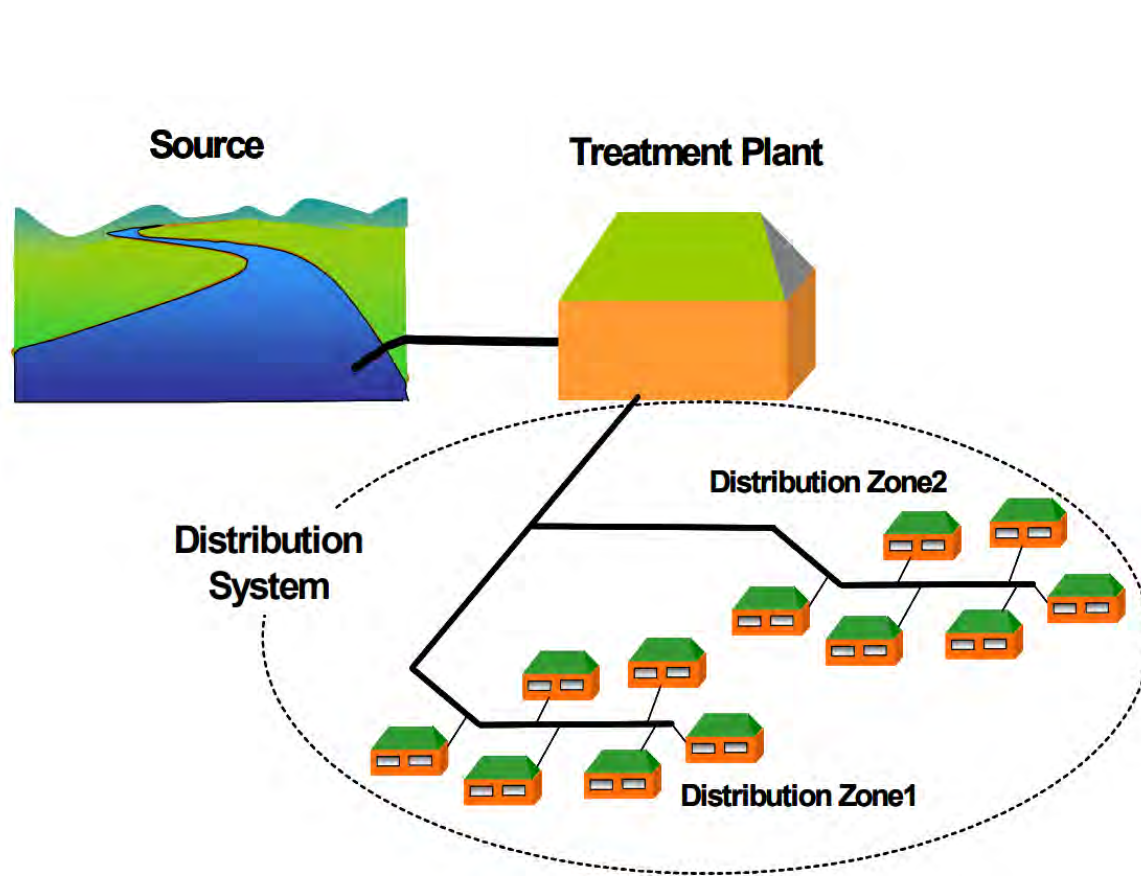 Source
Treatment Plant
Distribution Zone2
Distribution
System
Distribution Zone1